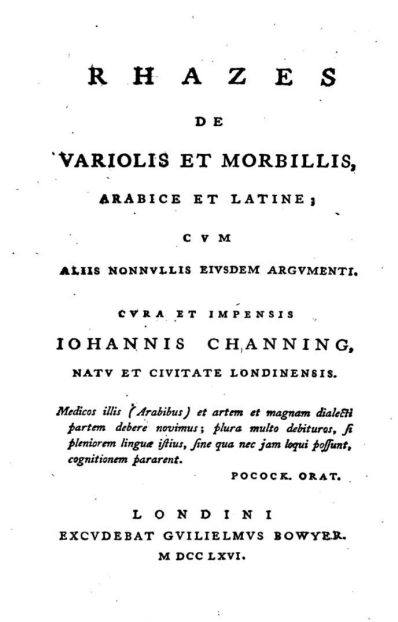 RHAZES
DE
VARIOLIS ET MORBILLIS,
ARABICE ET LATINE;
CVM
ALIIS NONNVLLIS EIVSDEM ARGVMENTI.
CVRA ET IMPENSIS
IOHANNIS CHANNING,
NATV ET CIVITATE LONDINENSIS.
Medicos illis (Arabibus) et artem et magnam dialecti
partem debere novimus; plura multo debituros, ſi
pleniorem linguæ iſtius, ſine qua nec jam loqui poſſunt,
cognitionem pararent.
POCOCK. ORAT.
LONDINI
EXCVDEBAT GVILIELMVS BOWYER.
M DCC LXVI.